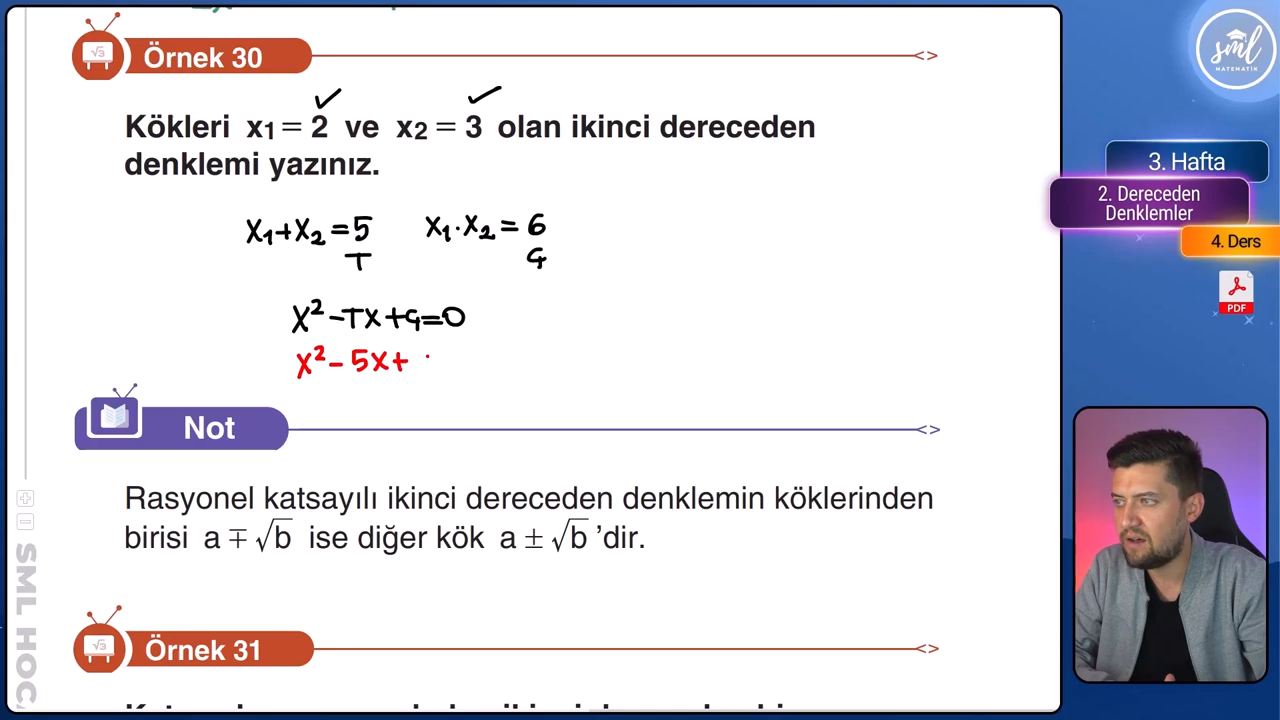 Örnek 30
Kökleri x1 = 2 ve x2 = 3 olan ikinci dereceden
denklemi yazınız.
x₁+x₂ = 5 x₁·x₂ = 6
T Ç
x² - Tx + Ç = 0
x² - 5x +
Not
Rasyonel katsayılı ikinci dereceden denklemin köklerinden
birisi a ∓ √b ise diğer kök a ± √b 'dir.
Örnek 31
SML HOC
sml
MATEMATİK
3. Hafta
2. Dereceden
Denklemler
4. Ders
PDF